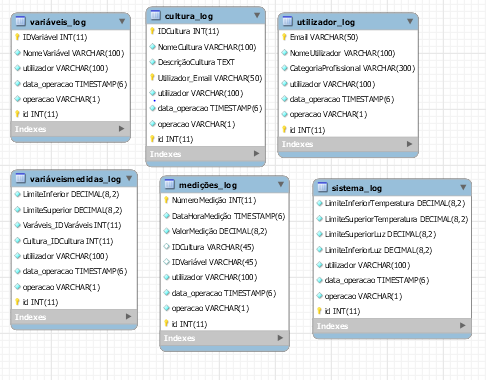 variáveis_log
IDVariável INT(11)
NomeVariável VARCHAR(100)
utilizador VARCHAR(100)
data_operacao TIMESTAMP(6)
operacao VARCHAR(1)
id INT(11)
Indexes
cultura_log
IDCultura INT(11)
NomeCultura VARCHAR(100)
DescriçãoCultura TEXT
Utilizador_Email VARCHAR(50)
utilizador VARCHAR(100)
data_operacao TIMESTAMP(6)
operacao VARCHAR(1)
id INT(11)
Indexes
utilizador_log
Email VARCHAR(50)
NomeUtilizador VARCHAR(100)
CategoriaProfissional VARCHAR(300)
utilizador VARCHAR(100)
data_operacao TIMESTAMP(6)
operacao VARCHAR(1)
id INT(11)
Indexes
variáveismedidas_log
LimiteInferior DECIMAL(8,2)
LimiteSuperior DECIMAL(8,2)
Varáveis_IDVaráveis INT(11)
Cultura_IDCultura INT(11)
utilizador VARCHAR(100)
data_operacao TIMESTAMP(6)
operacao VARCHAR(1)
id INT(11)
Indexes
medições_log
NúmeroMedição INT(11)
DataHoraMedição TIMESTAMP(6)
ValorMedição DECIMAL(8,2)
IDCultura VARCHAR(45)
IDVariável VARCHAR(45)
utilizador VARCHAR(100)
data_operacao TIMESTAMP(6)
operacao VARCHAR(1)
id INT(11)
Indexes
sistema_log
LimiteInferiorTemperatura DECIMAL(8,2)
LimiteSuperiorTemperatura DECIMAL(8,2)
LimiteSuperiorLuz DECIMAL(8,2)
LimiteInferiorLuz DECIMAL(8,2)
utilizador VARCHAR(100)
data_operacao TIMESTAMP(6)
operacao VARCHAR(1)
id INT(11)
Indexes